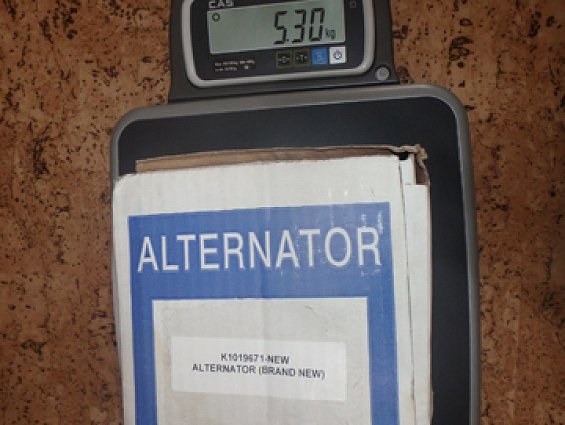 CAS
5.30 kg
ALTERNATOR
K1019671-NEW
ALTERNATOR (BRAND NEW)